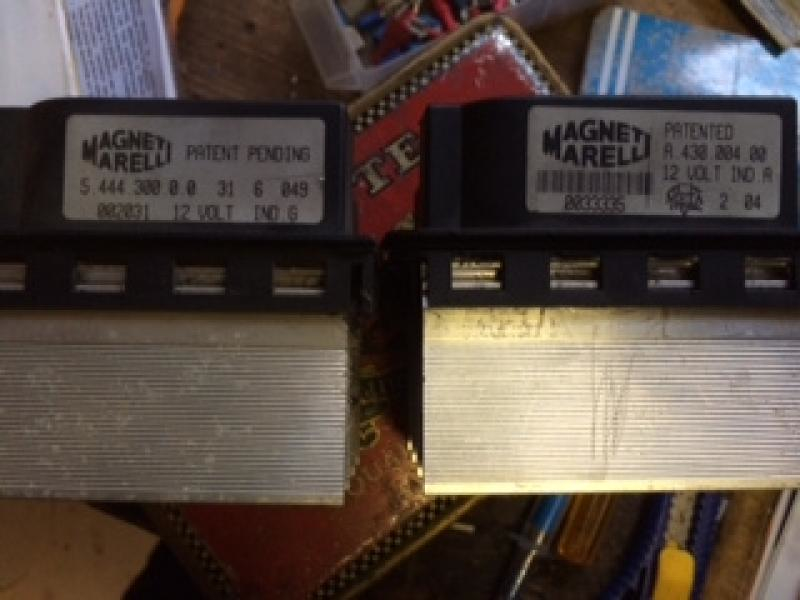 MAGNETI
MARELLI
PATENT PENDING
5.444.300 0.0 31 6 049
002031 12 VOLT IND.G
MAGNETI
MARELLI
PATENTED
A.430.004.00
12 VOLT IND A
0033335
2 04
TE